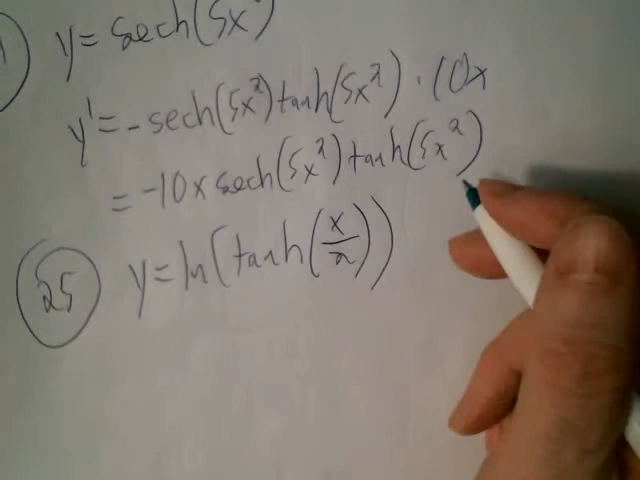 y = sech(5x²)
y' = -sech(5x²)tanh(5x²) · 10x
= -10x sech(5x²)tanh(5x²)
25 y = ln(tanh(x/2))